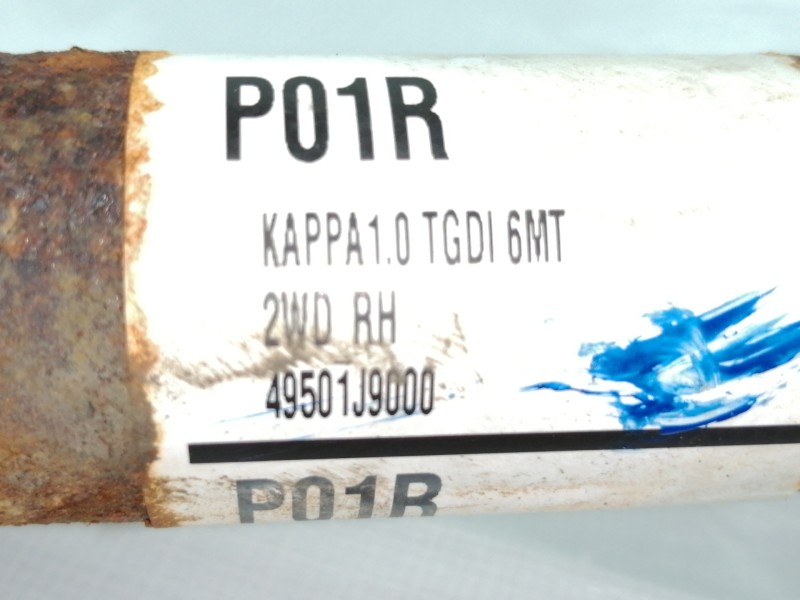 P01R
KAPPA1.0 TGDI 6MT
2WD RH
49501J9000
P01R